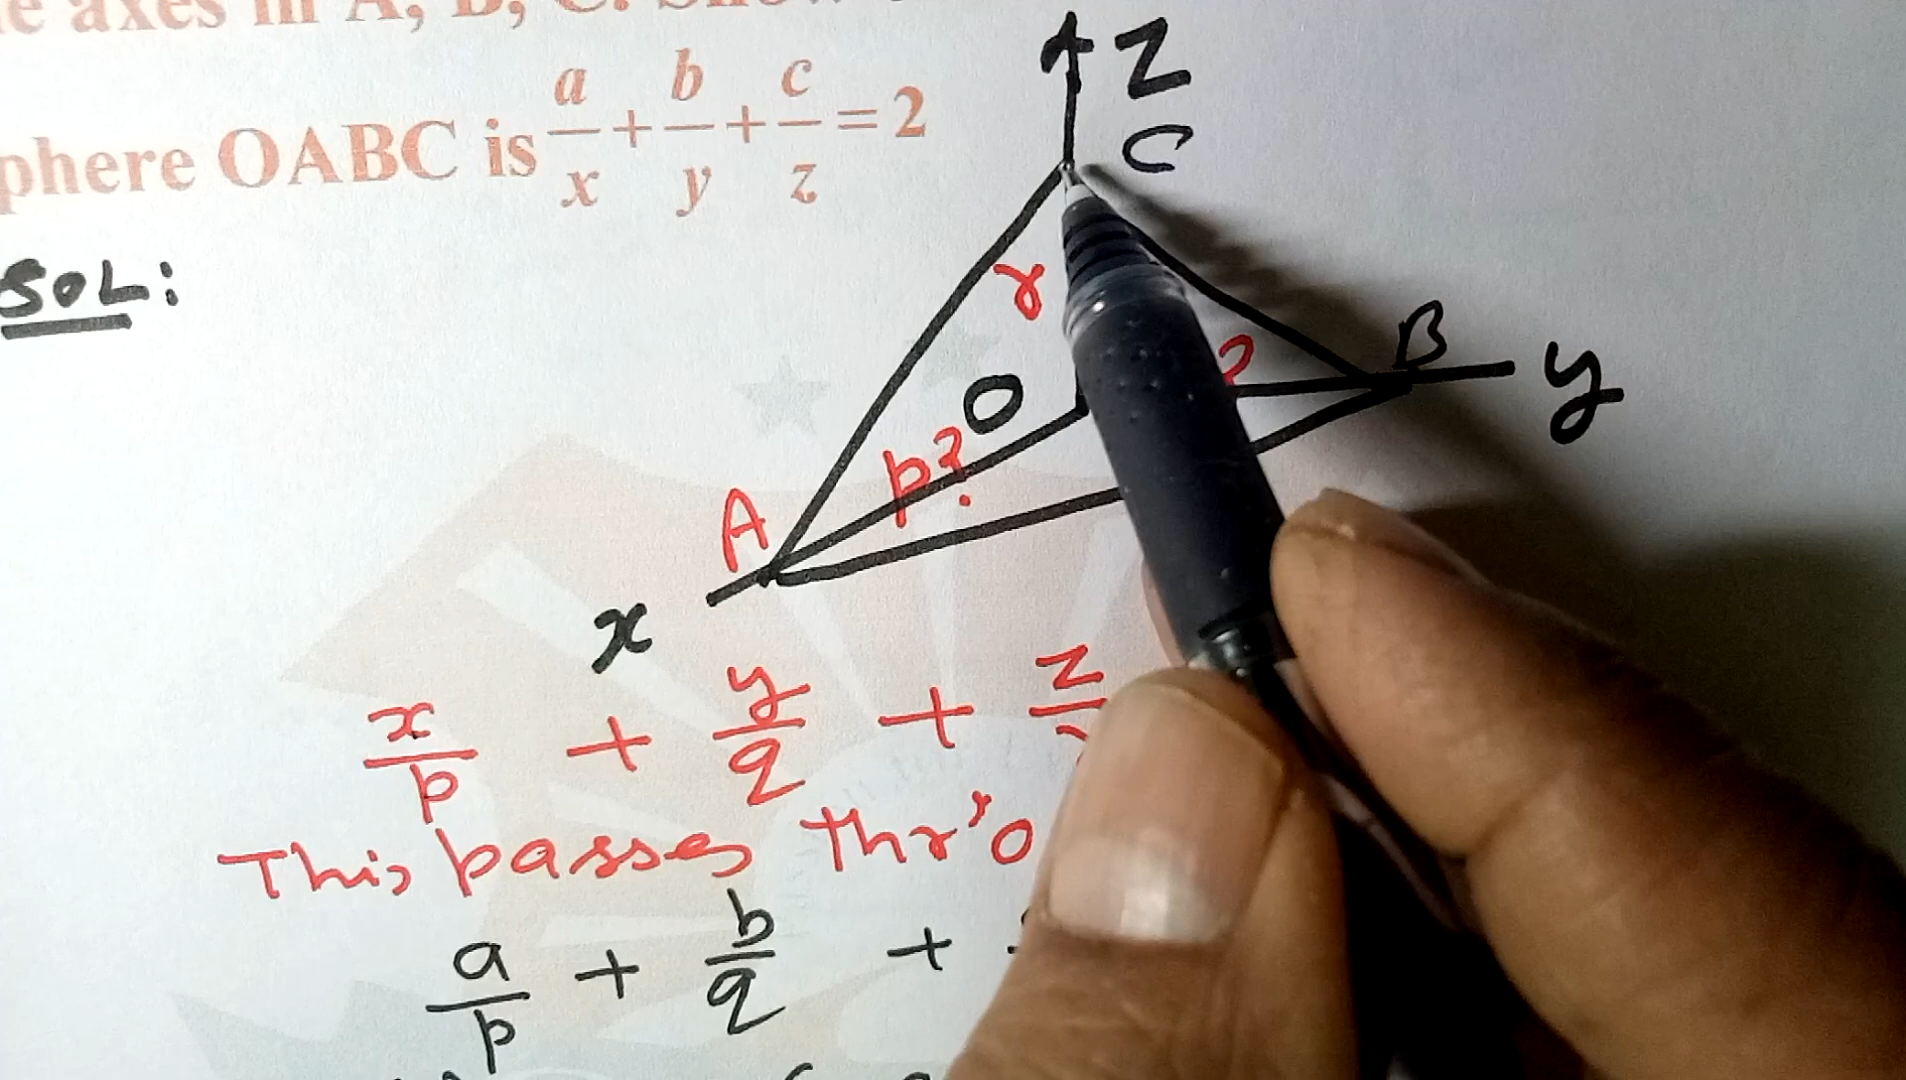 e axes in A, B, C. Show
phere OABC is a/x + b/y + c/z = 2
SOL:
Z
C
r
B
y
O
p?
?
A
x
x/p + y/q + z/
This passes thr'o
a/p + b/q +